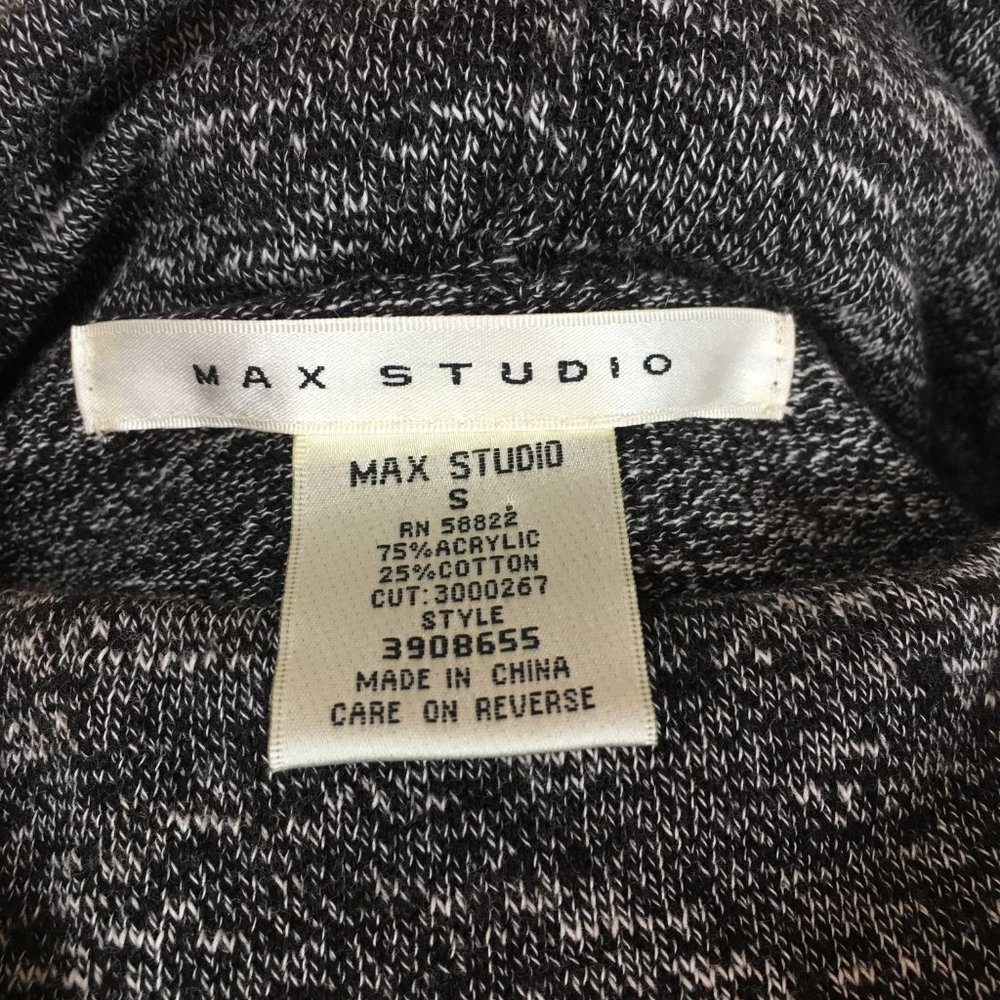 MAX STUDIO
MAX STUDIO
S
RN 58822
75%ACRYLIC
25%COTTON
CUT:3000267
STYLE
3908655
MADE IN CHINA
CARE ON REVERSE